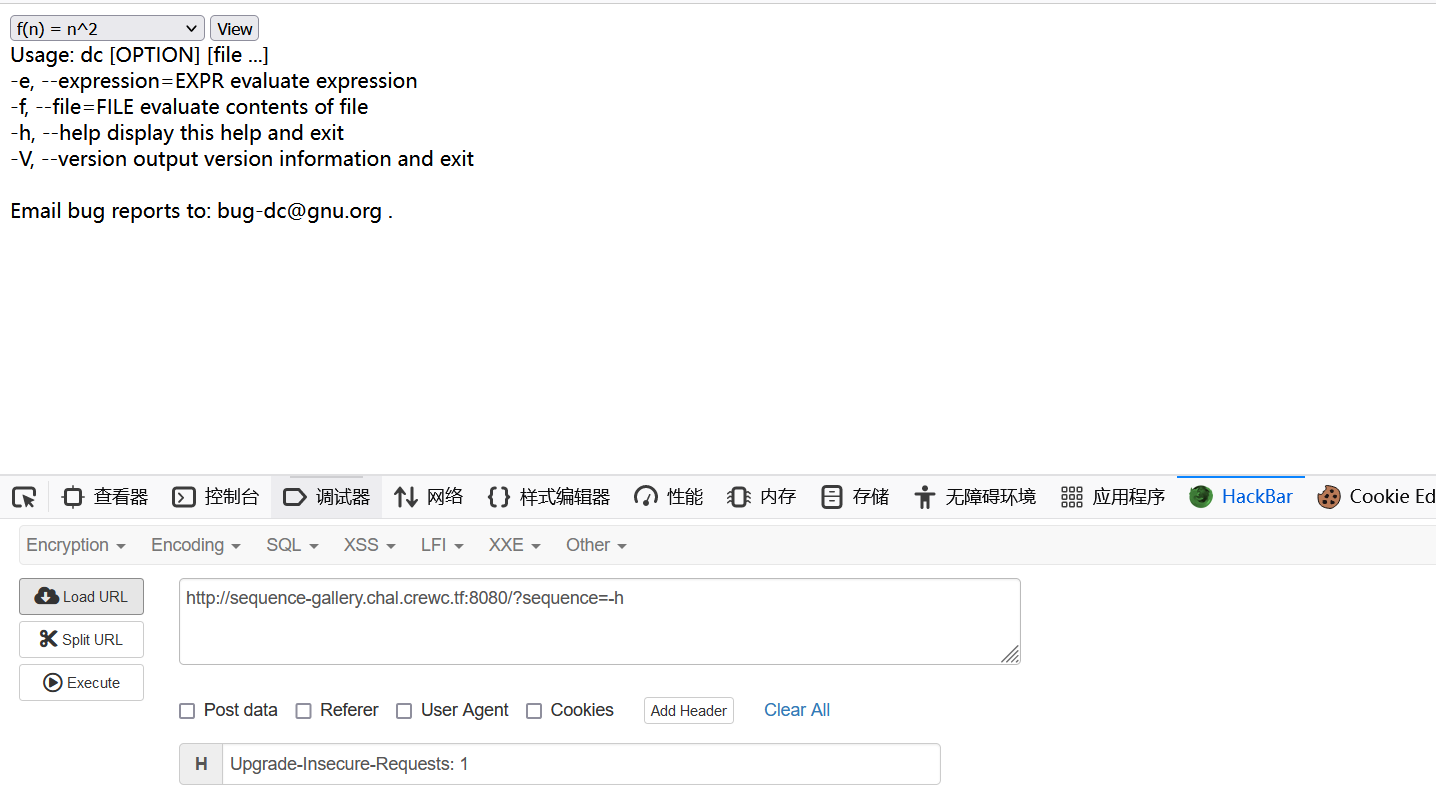 f(n) = n^2 View
Usage: dc [OPTION] [file ...]
-e, --expression=EXPR evaluate expression
-f, --file=FILE evaluate contents of file
-h, --help display this help and exit
-V, --version output version information and exit
Email bug reports to: bug-dc@gnu.org .
查看器 控制台 调试器 网络 样式编辑器 性能 内存 存储 无障碍环境 应用程序 HackBar Cookie Ed
Encryption Encoding SQL XSS LFI XXE Other
Load URL http://sequence-gallery.chal.crewc.tf:8080/?sequence=-h
Split URL
Execute
Post data Referer User Agent Cookies Add Header Clear All
H Upgrade-Insecure-Requests: 1